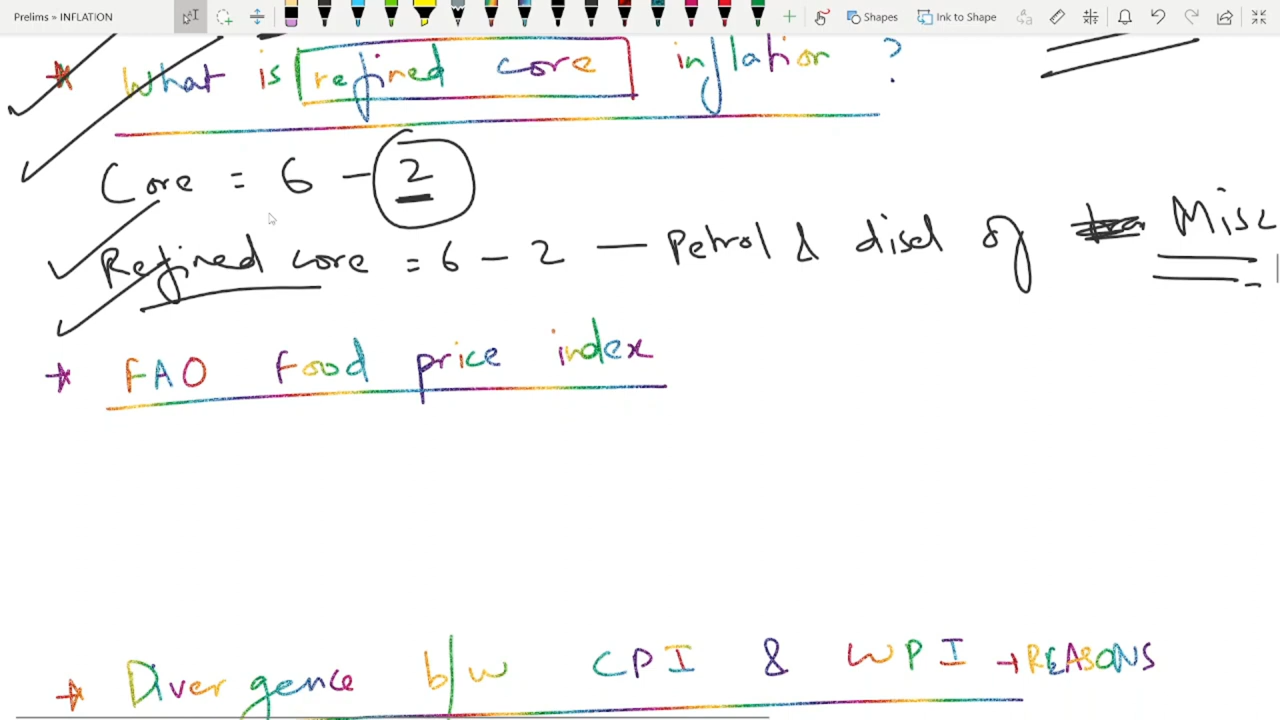 Prelims » INFLATION
Shapes
Ink to Shape
* What is refined core inflation ?
Core = 6 - 2
Refined core = 6 - 2 - Petrol & disel of Misc
* FAO Food price index
* Divergence b/w CPI & WPI → REASONS